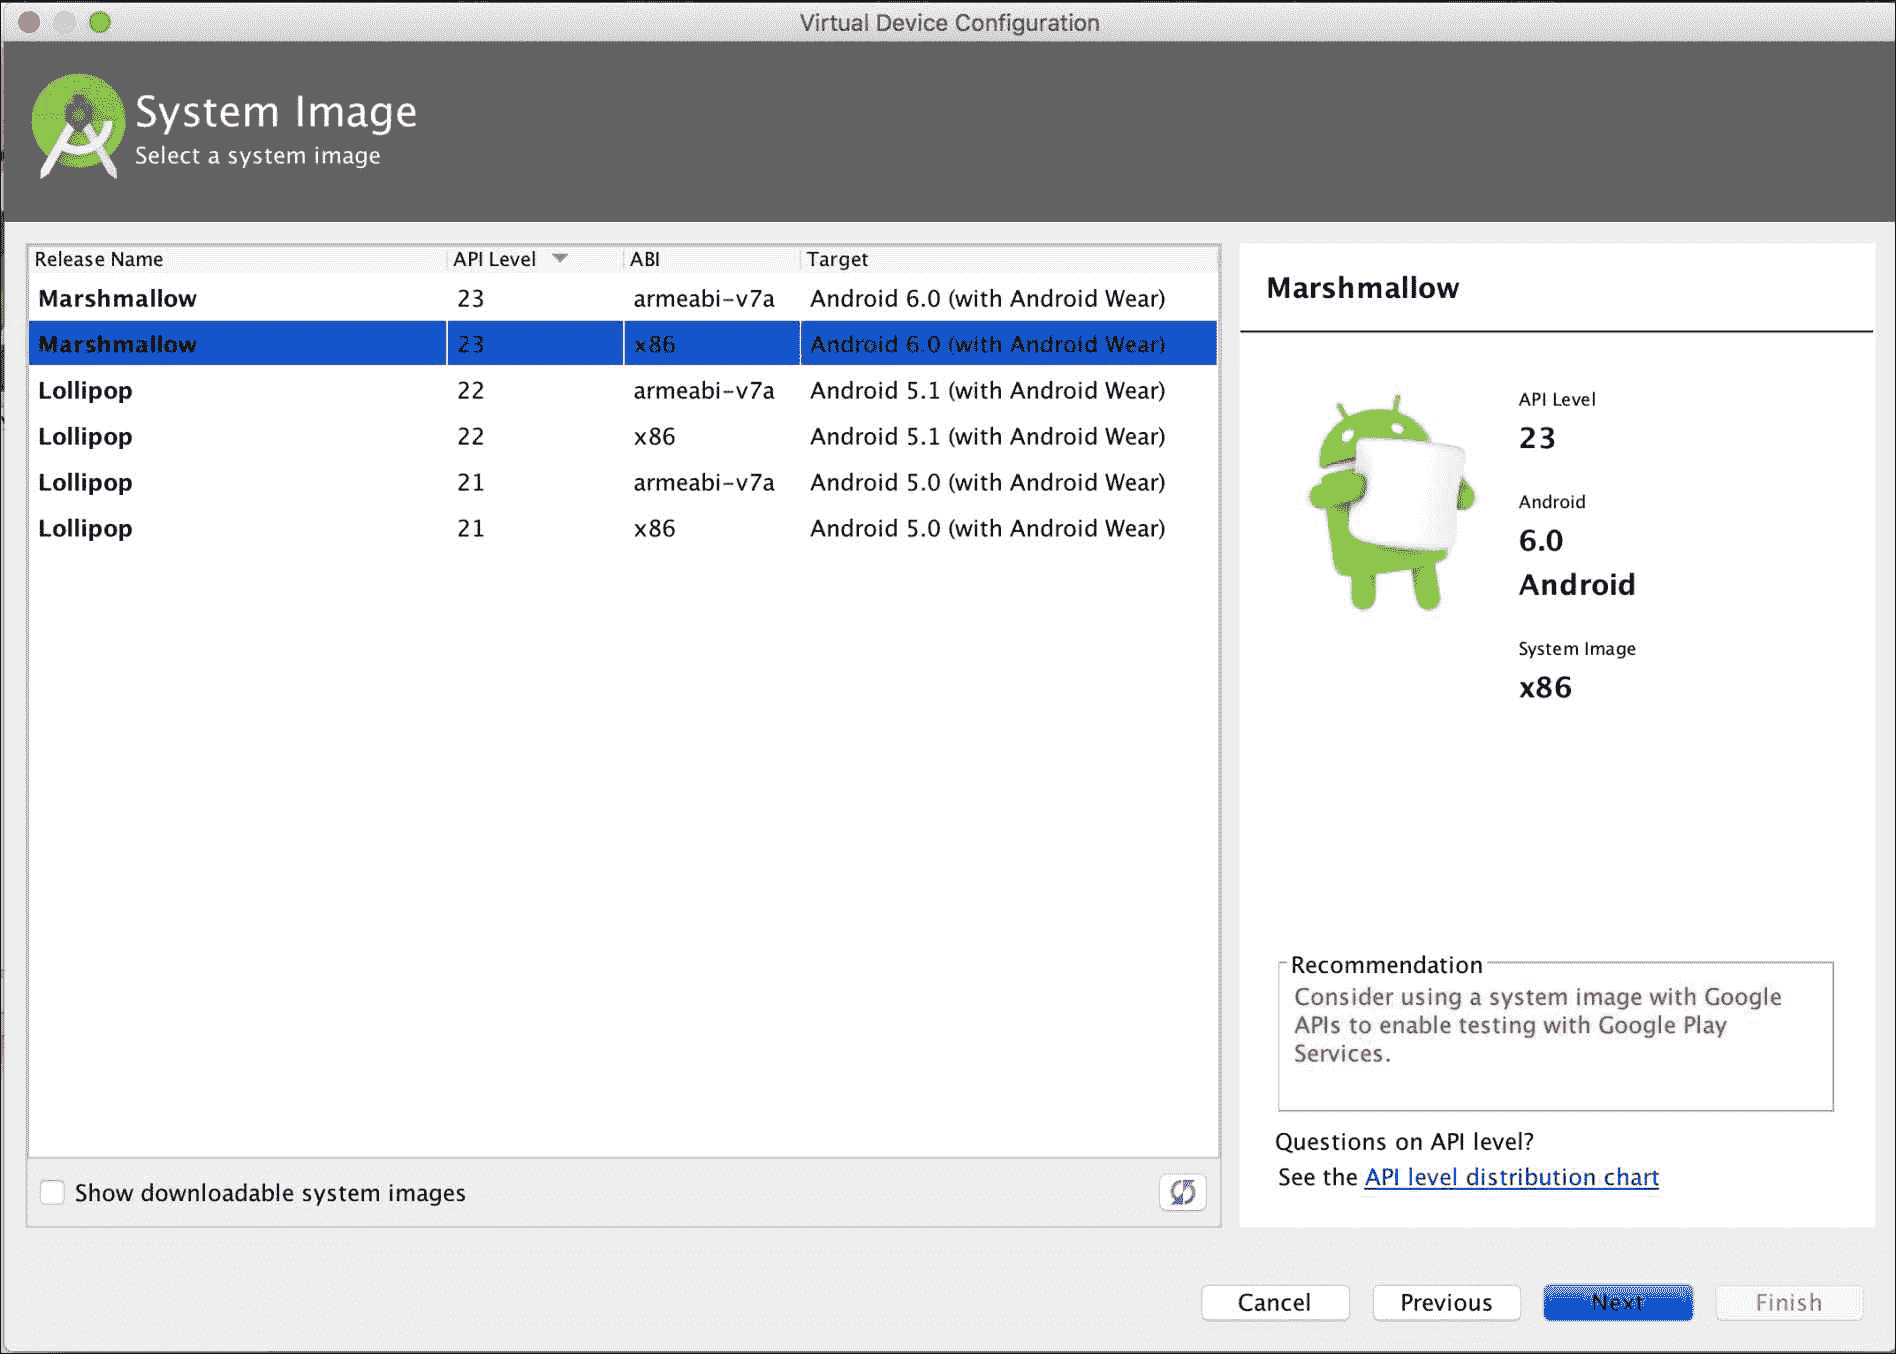 Virtual Device Configuration
System Image
Select a system image
Release Name API Level ABI Target
Marshmallow 23 armeabi-v7a Android 6.0 (with Android Wear)
Marshmallow 23 x86 Android 6.0 (with Android Wear)
Lollipop 22 armeabi-v7a Android 5.1 (with Android Wear)
Lollipop 22 x86 Android 5.1 (with Android Wear)
Lollipop 21 armeabi-v7a Android 5.0 (with Android Wear)
Lollipop 21 x86 Android 5.0 (with Android Wear)
Show downloadable system images
Marshmallow
API Level
23
Android
6.0
Android
System Image
x86
Recommendation
Consider using a system image with Google
APIs to enable testing with Google Play
Services.
Questions on API level?
See the API level distribution chart
Cancel Previous Next Finish